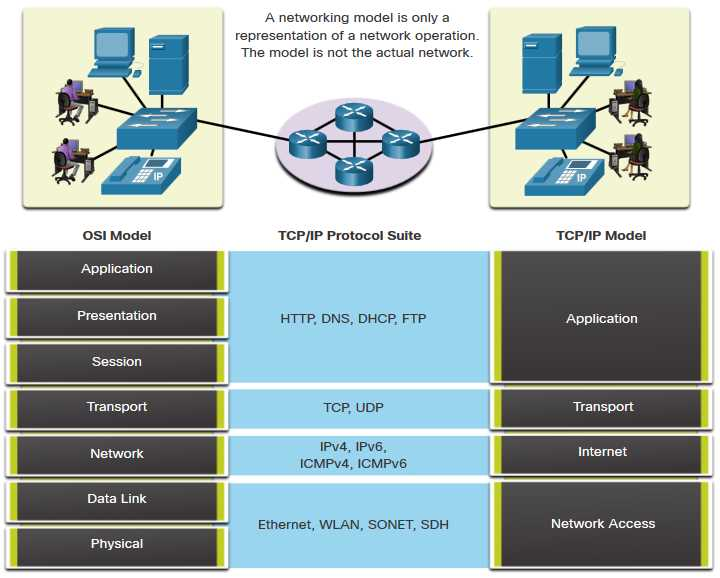 A networking model is only a
representation of a network operation.
The model is not the actual network.
IP
IP
OSI Model
TCP/IP Protocol Suite
TCP/IP Model
Application
Presentation
Session
HTTP, DNS, DHCP, FTP
Application
Transport
TCP, UDP
Transport
Network
IPv4, IPv6,
ICMPv4, ICMPv6
Internet
Data Link
Physical
Ethernet, WLAN, SONET, SDH
Network Access